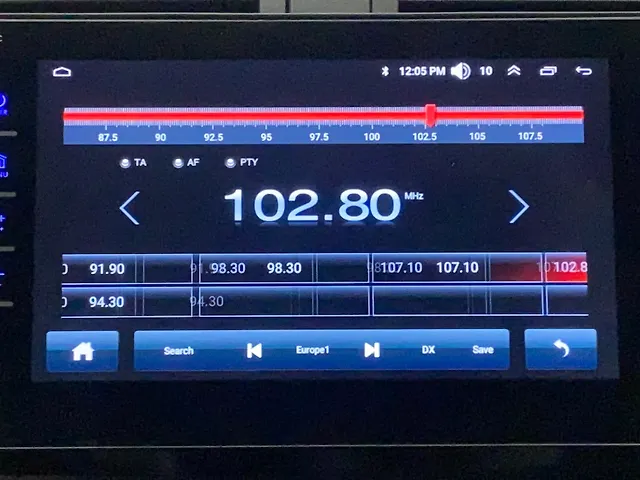 12:05 PM 10
87.5 90 92.5 95 97.5 100 102.5 105 107.5
TA AF PTY
102.80 MHz
91.90 98.30 98.30 107.10 107.10 102.8
94.30 94.30
Search Europe1 DX Save